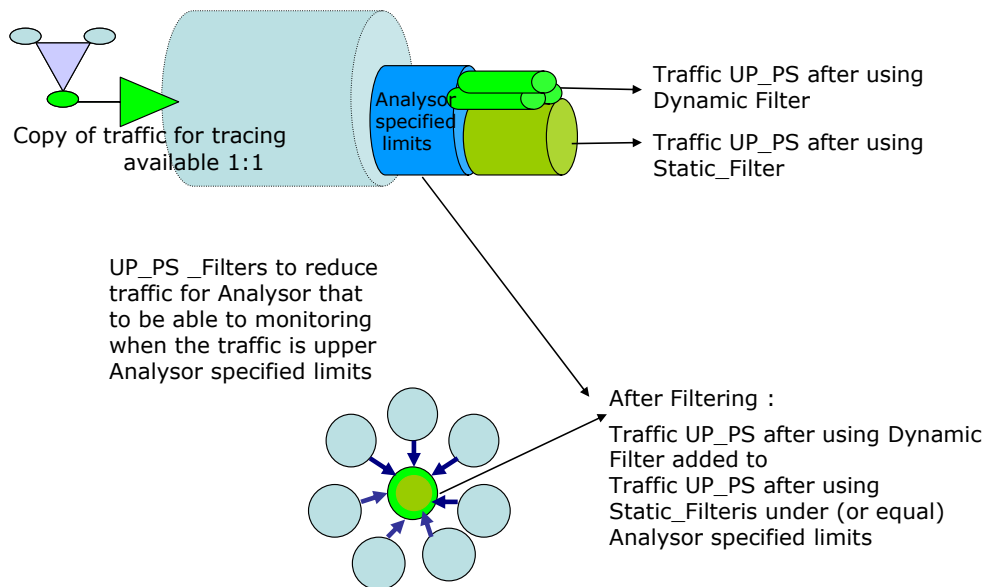 Traffic UP_PS after using
Dynamic Filter
Analysor
specified
limits
Copy of traffic for tracing
available 1:1
Traffic UP_PS after using
Static_Filter
UP_PS _Filters to reduce
traffic for Analysor that
to be able to monitoring
when the traffic is upper
Analysor specified limits
After Filtering :
Traffic UP_PS after using Dynamic
Filter added to
Traffic UP_PS after using
Static_Filteris under (or equal)
Analysor specified limits